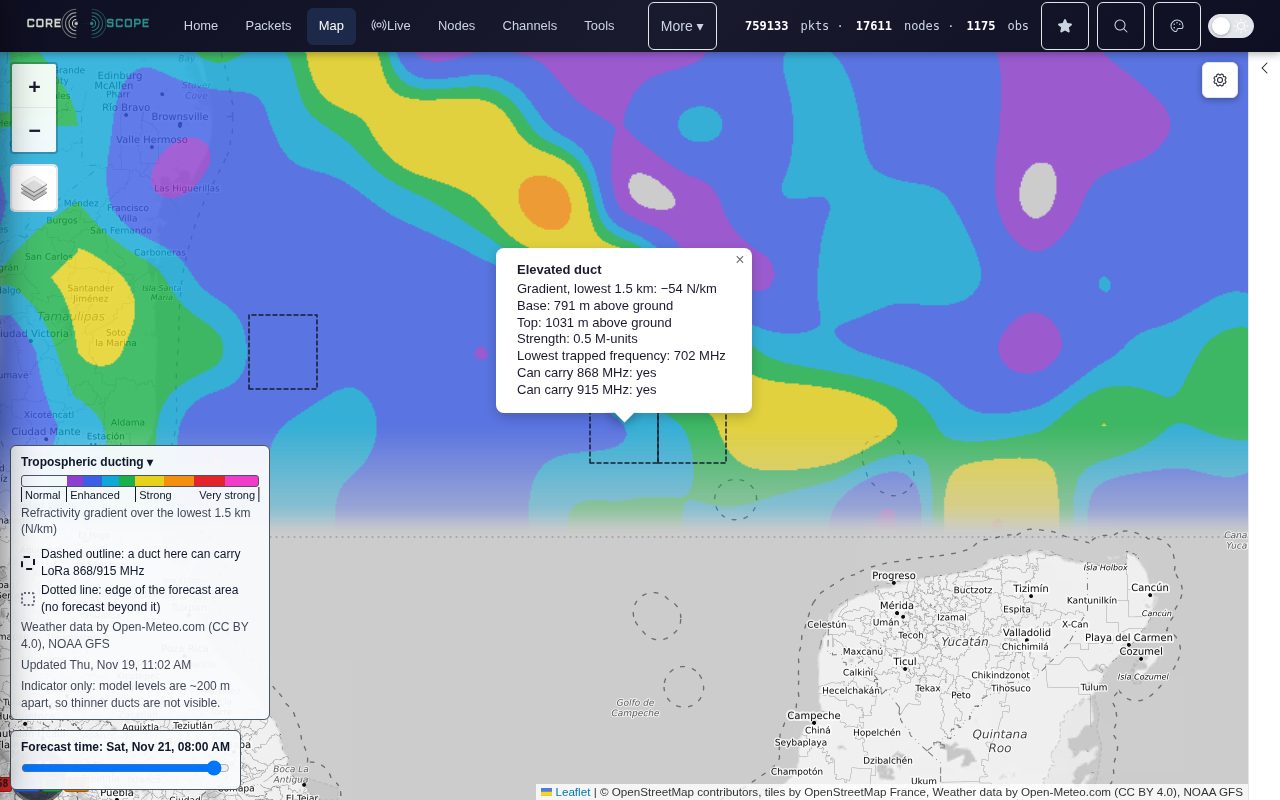 CORE SCOPE
Home
Packets
Map
Live
Nodes
Channels
Tools
More ▾
759133 pkts · 17611 nodes · 1175 obs
+
−
Edinburg
McAllen
Pharr
Río Bravo
Brownsville
Valle Hermoso
Las Higuerillas
Méndez
Francisco
Villa
Burgos
San Fernando
San Carlos
Carboneras
Santander
Jiménez
Isla Santa
María
Tamaulipas
Soto
la Marina
Ciudad Victoria
Xicoténcatl
Aldama
Ciudad Mante
Estación
×
Elevated duct
Gradient, lowest 1.5 km: −54 N/km
Base: 791 m above ground
Top: 1031 m above ground
Strength: 0.5 M-units
Lowest trapped frequency: 702 MHz
Can carry 868 MHz: yes
Can carry 915 MHz: yes
Tropospheric ducting ▾
Normal
Enhanced
Strong
Very strong
Refractivity gradient over the lowest 1.5 km
(N/km)
Dashed outline: a duct here can carry
LoRa 868/915 MHz
Dotted line: edge of the forecast area
(no forecast beyond it)
Weather data by Open-Meteo.com (CC BY
4.0), NOAA GFS
Updated Thu, Nov 19, 11:02 AM
Indicator only: model levels are ~200 m
apart, so thinner ducts are not visible.
Teziutlán
Forecast time: Sat, Nov 21, 08:00 AM
Boca La
Antigua
Puebla
Ciudad
El Tejar
Golfo de
Campeche
Progreso
Isla Holbox
Buctzotz
Tizimín
Cancún
Kantunilkín
Mérida
Espita
Cancún
Celestún
Umán
Izamal
X-Can
Tecoh
Valladolid
Playa del Carmen
Yucatán
Chichimilá
Maxcanú
Cozumel
Ticul
Calkiní
Chikindzonot
Isla Cozumel
Hecelchakán
Tekax
Peto
Tihosuco
Tulum
Campeche
Chiná
Hopelchén
Quintana
Roo
Seybaplaya
Dzibalchén
Champotón
Ukum
Leaflet | © OpenStreetMap contributors, tiles by OpenStreetMap France, Weather data by Open-Meteo.com (CC BY 4.0), NOAA GFS